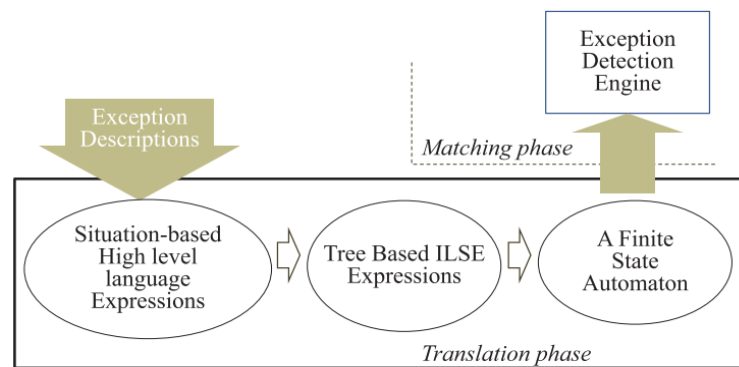 Exception
Detection
Engine
Exception
Descriptions
Matching phase
Situation-based
High level
language
Expressions
Tree Based ILSE
Expressions
A Finite
State
Automaton
Translation phase